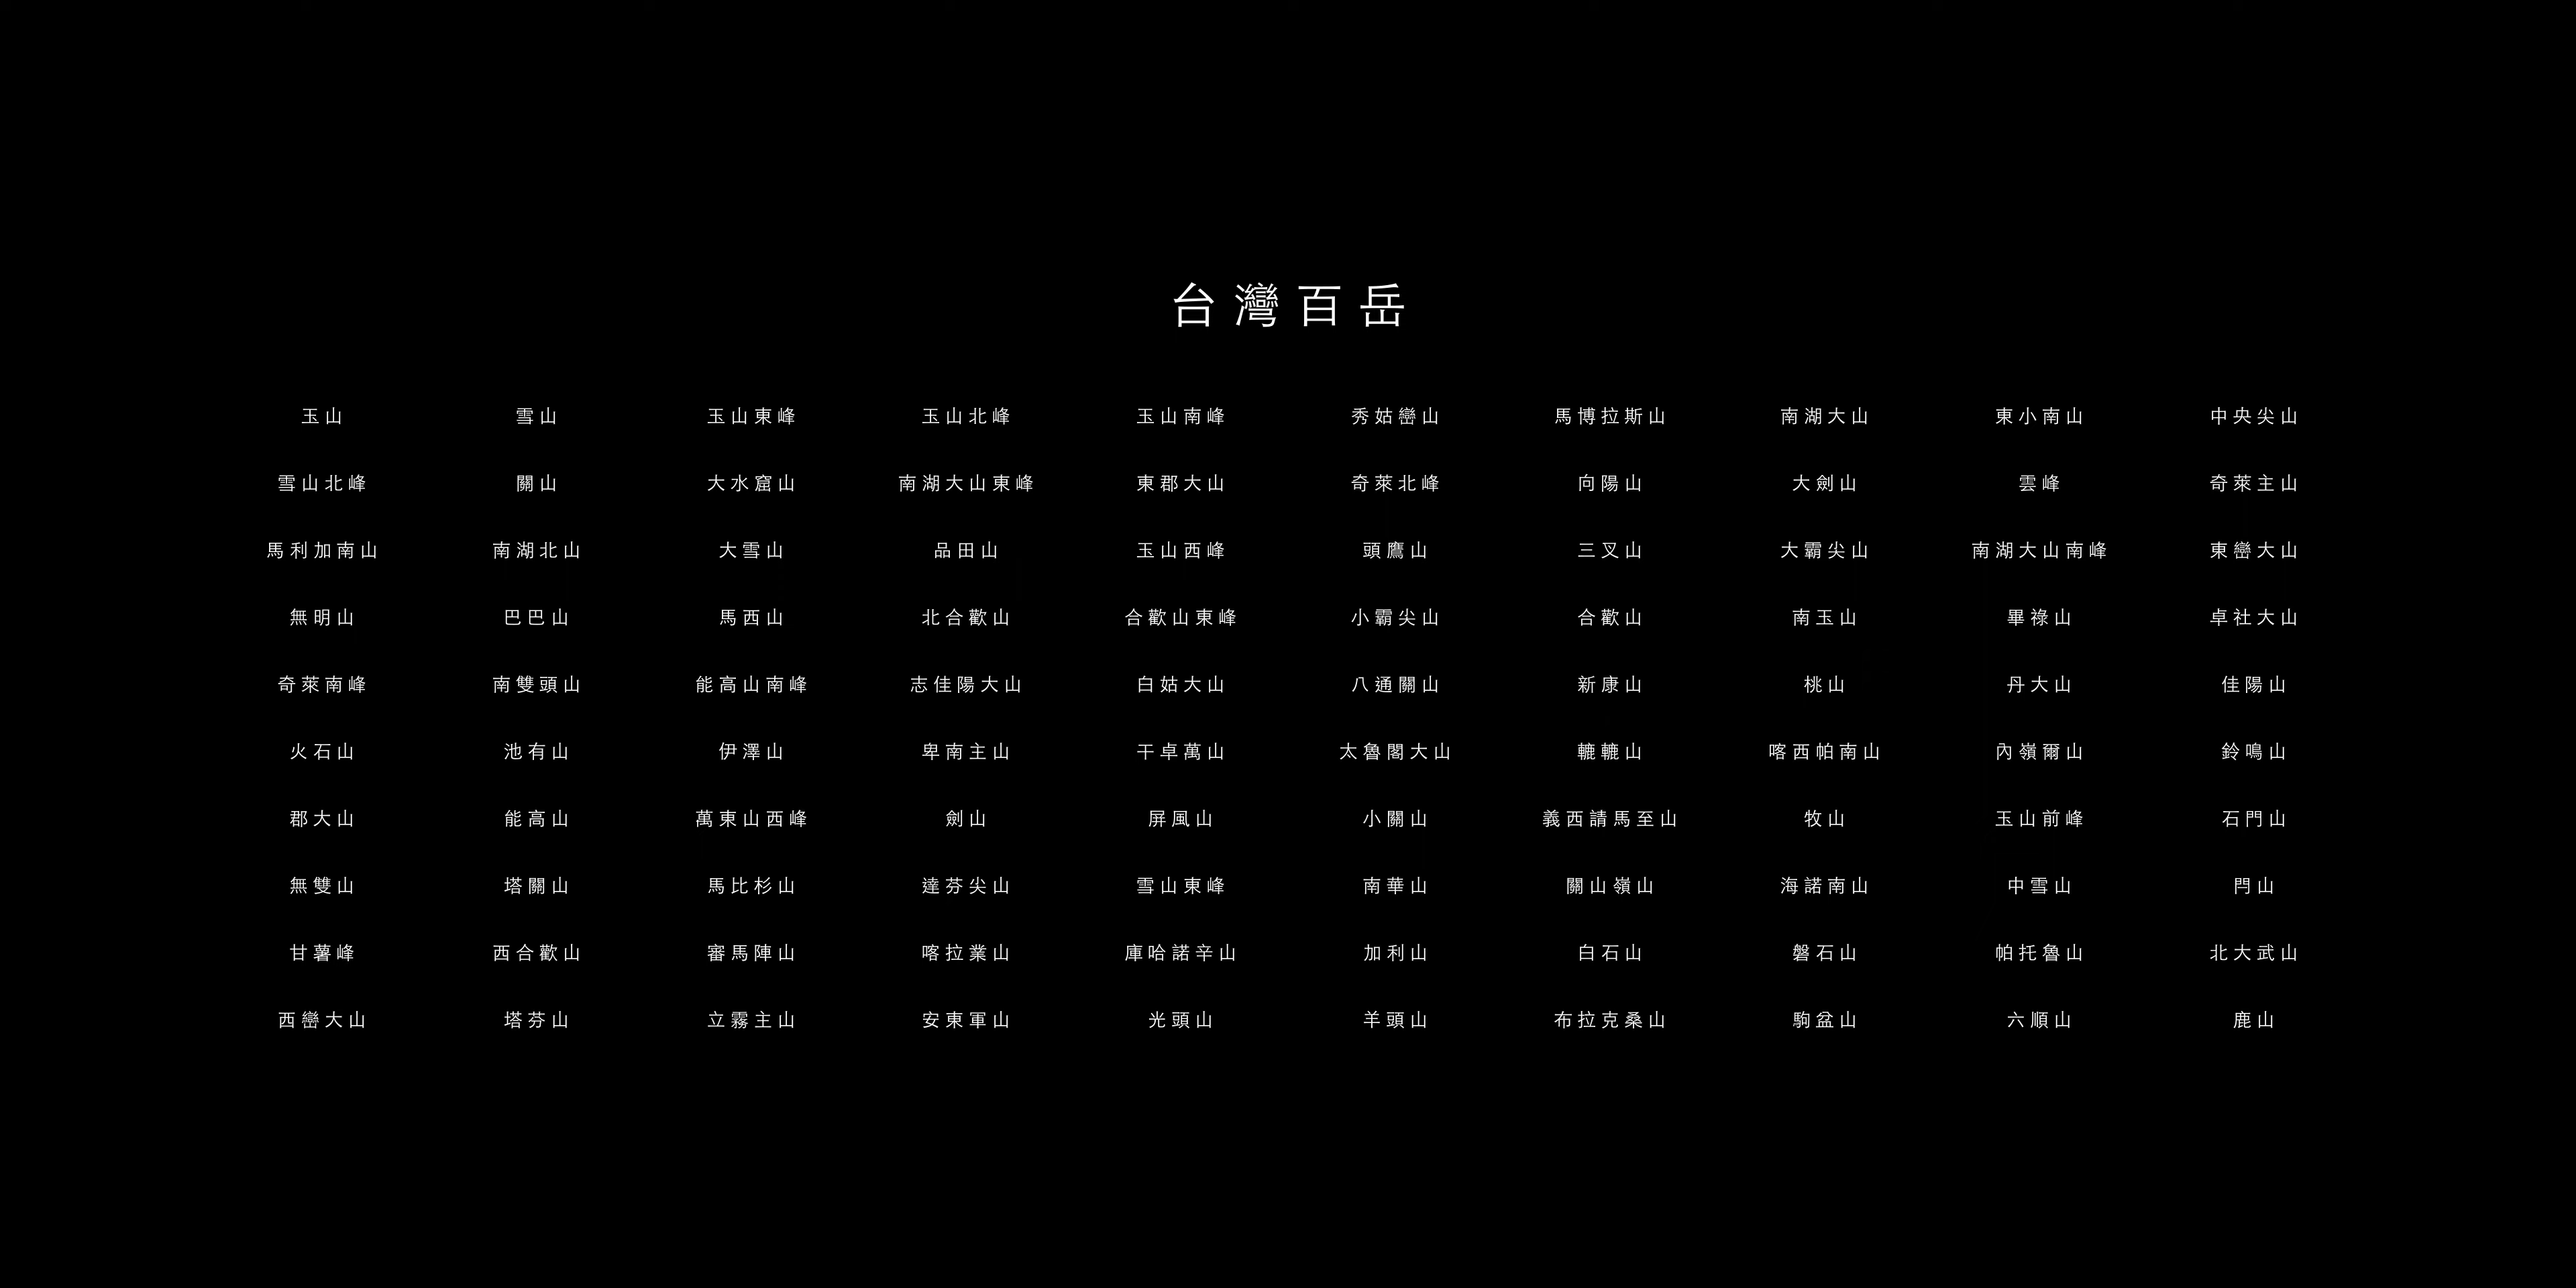 台灣百岳
玉山 雪山 玉山東峰 玉山北峰 玉山南峰 秀姑巒山 馬博拉斯山 南湖大山 東小南山 中央尖山
雪山北峰 關山 大水窟山 南湖大山東峰 東郡大山 奇萊北峰 向陽山 大劍山 雲峰 奇萊主山
馬利加南山 南湖北山 大雪山 品田山 玉山西峰 頭鷹山 三叉山 大霸尖山 南湖大山南峰 東巒大山
無明山 巴巴山 馬西山 北合歡山 合歡山東峰 小霸尖山 合歡山 南玉山 畢祿山 卓社大山
奇萊南峰 南雙頭山 能高山南峰 志佳陽大山 白姑大山 八通關山 新康山 桃山 丹大山 佳陽山
火石山 池有山 伊澤山 卑南主山 干卓萬山 太魯閣大山 轆轆山 喀西帕南山 內嶺爾山 鈴鳴山
郡大山 能高山 萬東山西峰 劍山 屏風山 小關山 義西請馬至山 牧山 玉山前峰 石門山
無雙山 塔關山 馬比杉山 達芬尖山 雪山東峰 南華山 關山嶺山 海諾南山 中雪山 閂山
甘薯峰 西合歡山 審馬陣山 喀拉業山 庫哈諾辛山 加利山 白石山 磐石山 帕托魯山 北大武山
西巒大山 塔芬山 立霧主山 安東軍山 光頭山 羊頭山 布拉克桑山 駒盆山 六順山 鹿山